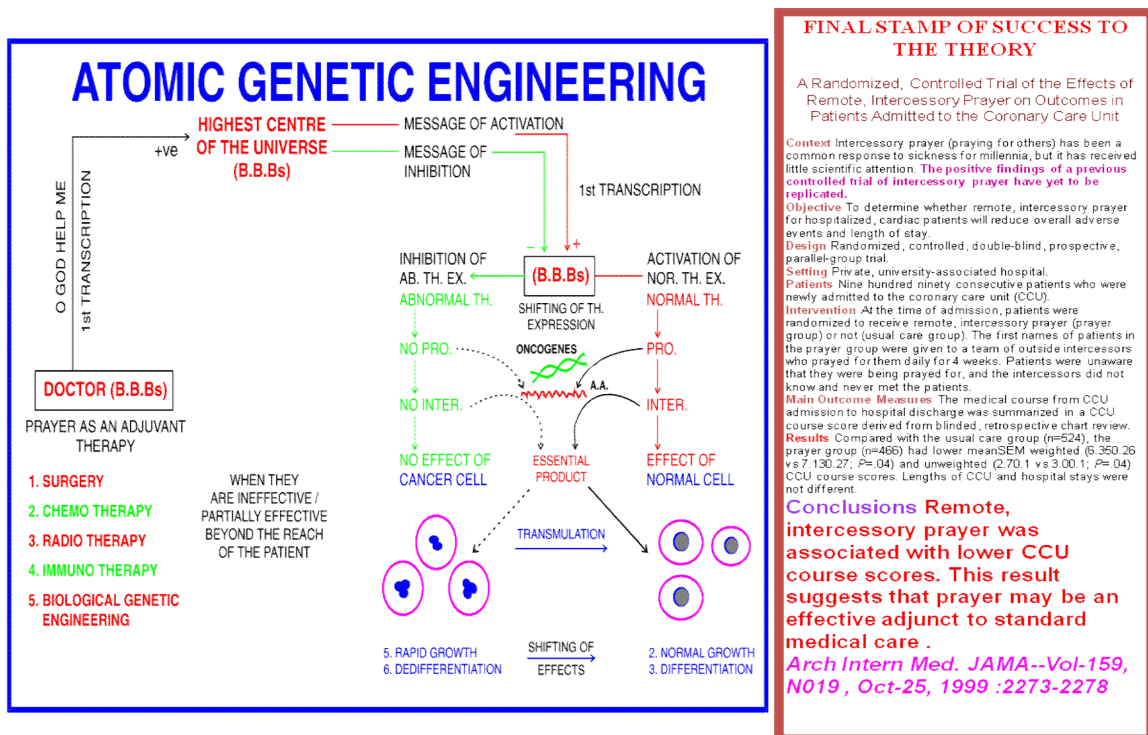 ATOMIC GENETIC ENGINEERING
HIGHEST CENTRE
OF THE UNIVERSE
(B.B.Bs)
+ve
MESSAGE OF ACTIVATION
MESSAGE OF
INHIBITION
1st TRANSCRIPTION
O GOD HELP ME
1st TRANSCRIPTION
–
+
INHIBITION OF
AB. TH. EX.
ABNORMAL TH.
(B.B.Bs)
SHIFTING OF TH.
EXPRESSION
ACTIVATION OF
NOR. TH. EX.
NORMAL TH.
NO PRO.
ONCOGENES
PRO.
A.A.
NO INTER.
INTER.
NO EFFECT OF
CANCER CELL
ESSENTIAL
PRODUCT
EFFECT OF
NORMAL CELL
DOCTOR (B.B.Bs)
PRAYER AS AN ADJUVANT
THERAPY
1. SURGERY
2. CHEMO THERAPY
3. RADIO THERAPY
4. IMMUNO THERAPY
5. BIOLOGICAL GENETIC
ENGINEERING
WHEN THEY
ARE INEFFECTIVE /
PARTIALLY EFFECTIVE
BEYOND THE REACH
OF THE PATIENT
TRANSMULATION
5. RAPID GROWTH
6. DEDIFFERENTIATION
SHIFTING OF
EFFECTS
2. NORMAL GROWTH
3. DIFFERENTIATION
FINAL STAMP OF SUCCESS TO
THE THEORY
A Randomized, Controlled Trial of the Effects of
Remote, Intercessory Prayer on Outcomes in
Patients Admitted to the Coronary Care Unit
Context Intercessory prayer (praying for others) has been a
common response to sickness for millennia, but it has received
little scientific attention. The positive findings of a previous
controlled trial of intercessory prayer have yet to be
replicated.
Objective To determine whether remote, intercessory prayer
for hospitalized, cardiac patients will reduce overall adverse
events and length of stay.
Design Randomized, controlled, double-blind, prospective,
parallel-group trial.
Setting Private, university-associated hospital.
Patients Nine hundred ninety consecutive patients who were
newly admitted to the coronary care unit (CCU).
Intervention At the time of admission, patients were
randomized to receive remote, intercessory prayer (prayer
group) or not (usual care group). The first names of patients in
the prayer group were given to a team of outside intercessors
who prayed for them daily for 4 weeks. Patients were unaware
that they were being prayed for, and the intercessors did not
know and never met the patients.
Main Outcome Measures The medical course from CCU
admission to hospital discharge was summarized in a CCU
course score derived from blinded, retrospective chart review.
Results Compared with the usual care group (n=524), the
prayer group (n=466) had lower meanSEM weighted (6.350.26
vs 7.130.27; P=.04) and unweighted (2.70.1 vs 3.00.1; P=.04)
CCU course scores. Lengths of CCU and hospital stays were
not different.
Conclusions Remote,
intercessory prayer was
associated with lower CCU
course scores. This result
suggests that prayer may be an
effective adjunct to standard
medical care .
Arch Intern Med. JAMA--Vol-159,
N019 , Oct-25, 1999 :2273-2278